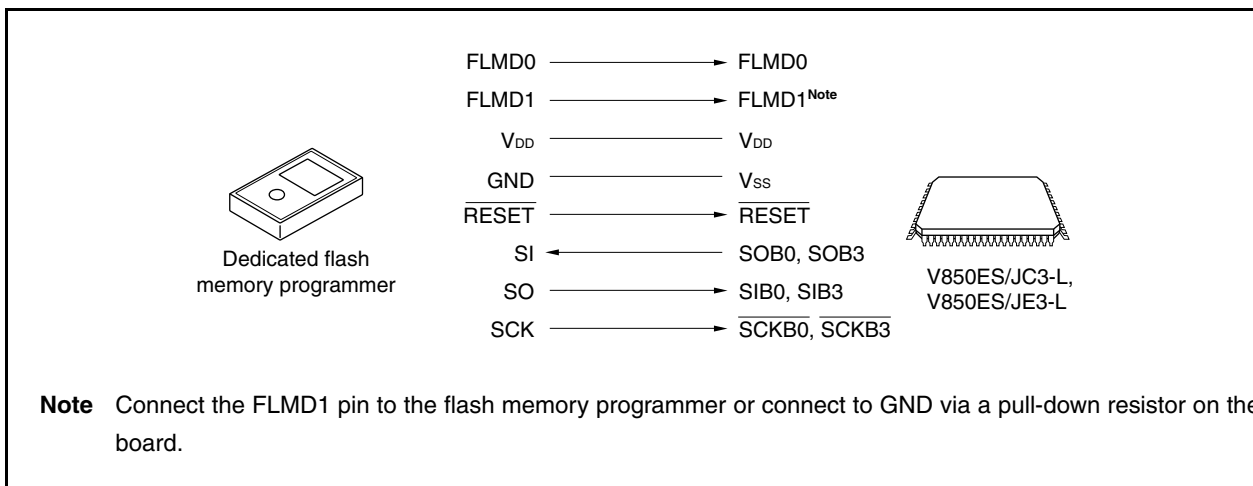 FLMD0 FLMD0
FLMD1 FLMD1Note
VDD VDD
GND VSS
RESET RESET
SI SOB0, SOB3
SO SIB0, SIB3
SCK SCKB0, SCKB3
Dedicated flash
memory programmer
V850ES/JC3-L,
V850ES/JE3-L
Note Connect the FLMD1 pin to the flash memory programmer or connect to GND via a pull-down resistor on the
board.